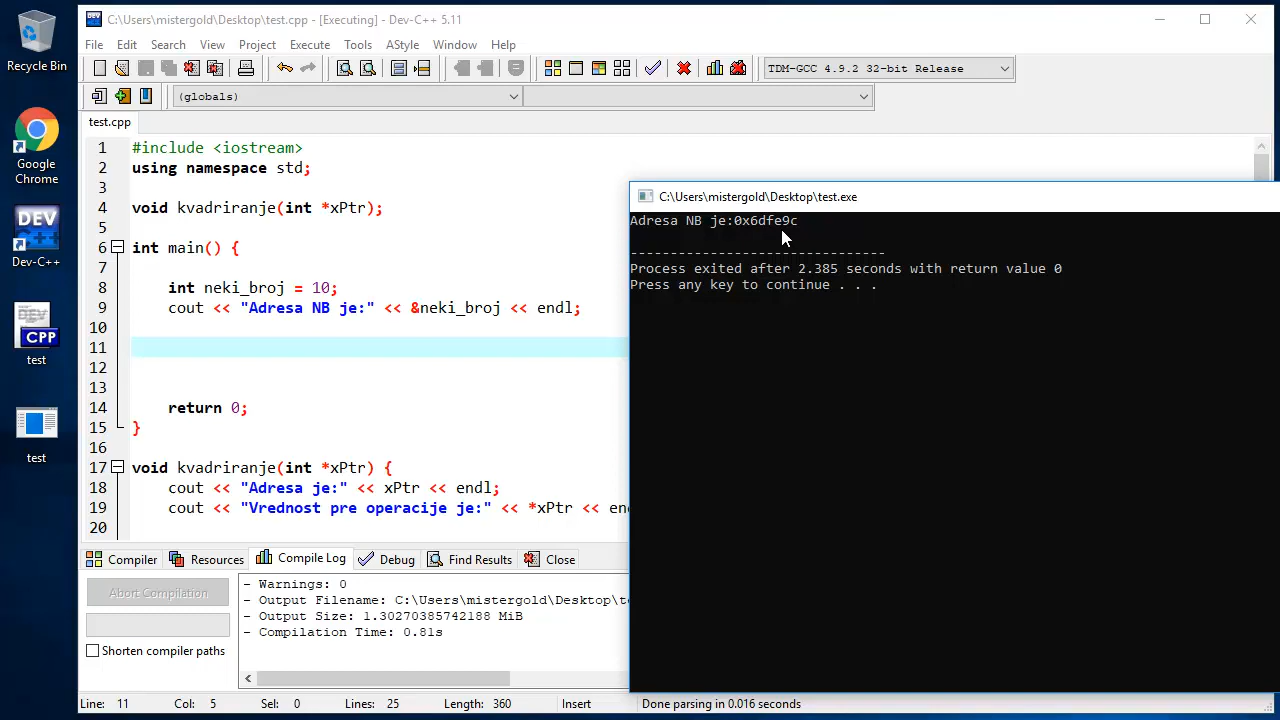 Recycle Bin
Google
Chrome
DEV
Dev-C++
DEV
CPP
test
test
DEV C:\Users\mistergold\Desktop\test.cpp - [Executing] - Dev-C++ 5.11
File Edit Search View Project Execute Tools AStyle Window Help
TDM-GCC 4.9.2 32-bit Release
(globals)
test.cpp
1 #include <iostream>
2 using namespace std;
3
4 void kvadriranje(int *xPtr);
5
6 int main() {
7
8 int neki_broj = 10;
9 cout << "Adresa NB je:" << &neki_broj << endl;
10
11
12
13
14 return 0;
15 }
16
17 void kvadriranje(int *xPtr) {
18 cout << "Adresa je:" << xPtr << endl;
19 cout << "Vrednost pre operacije je:" << *xPtr << en
20
C:\Users\mistergold\Desktop\test.exe
Adresa NB je:0x6dfe9c
--------------------------------
Process exited after 2.385 seconds with return value 0
Press any key to continue . . .
Compiler Resources Compile Log Debug Find Results Close
Abort Compilation
Shorten compiler paths
- Warnings: 0
- Output Filename: C:\Users\mistergold\Desktop\te
- Output Size: 1.30270385742188 MiB
- Compilation Time: 0.81s
Line: 11 Col: 5 Sel: 0 Lines: 25 Length: 360 Insert Done parsing in 0.016 seconds